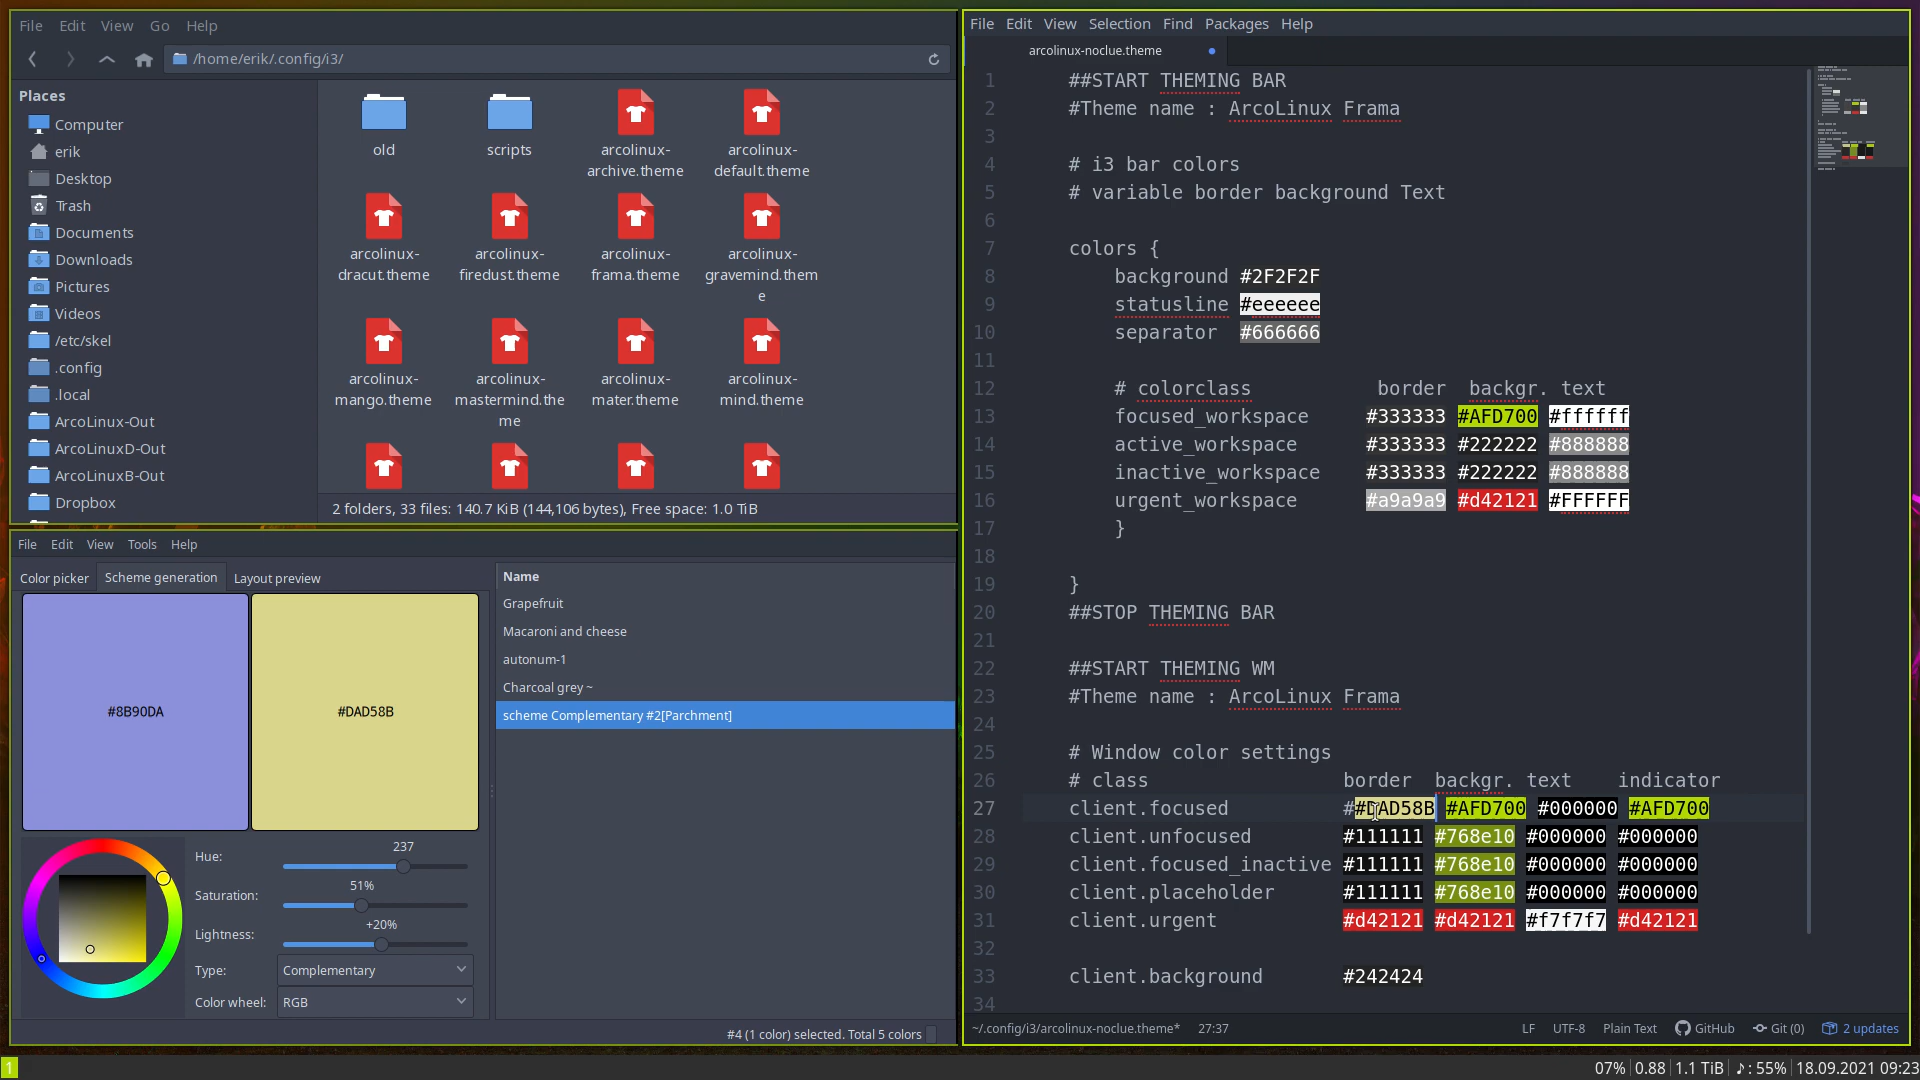 File Edit View Go Help
/home/erik/.config/i3/
Places
Computer
erik
Desktop
Trash
Documents
Downloads
Pictures
Videos
/etc/skel
.config
.local
ArcoLinux-Out
ArcoLinuxD-Out
ArcoLinuxB-Out
Dropbox
old
scripts
arcolinux-
archive.theme
arcolinux-
default.theme
arcolinux-
dracut.theme
arcolinux-
firedust.theme
arcolinux-
frama.theme
arcolinux-
gravemind.them
e
arcolinux-
mango.theme
arcolinux-
mastermind.the
me
arcolinux-
mater.theme
arcolinux-
mind.theme
2 folders, 33 files: 140.7 KiB (144,106 bytes), Free space: 1.0 TiB
File Edit View Tools Help
Color picker Scheme generation Layout preview
#8B90DA #DAD58B
Hue: 237
Saturation: 51%
Lightness: +20%
Type: Complementary
Color wheel: RGB
Name
Grapefruit
Macaroni and cheese
autonum-1
Charcoal grey ~
scheme Complementary #2[Parchment]
#4 (1 color) selected. Total 5 colors
File Edit View Selection Find Packages Help
arcolinux-noclue.theme
1 ##START THEMING BAR
2 #Theme name : ArcoLinux Frama
3
4 # i3 bar colors
5 # variable border background Text
6
7 colors {
8 background #2F2F2F
9 statusline #eeeeee
10 separator #666666
11
12 # colorclass border backgr. text
13 focused_workspace #333333 #AFD700 #ffffff
14 active_workspace #333333 #222222 #888888
15 inactive_workspace #333333 #222222 #888888
16 urgent_workspace #a9a9a9 #d42121 #FFFFFF
17 }
18
19 }
20 ##STOP THEMING BAR
21
22 ##START THEMING WM
23 #Theme name : ArcoLinux Frama
24
25 # Window color settings
26 # class border backgr. text indicator
27 client.focused ##DAD58B #AFD700 #000000 #AFD700
28 client.unfocused #111111 #768e10 #000000 #000000
29 client.focused_inactive #111111 #768e10 #000000 #000000
30 client.placeholder #111111 #768e10 #000000 #000000
31 client.urgent #d42121 #d42121 #f7f7f7 #d42121
32
33 client.background #242424
34
~/.config/i3/arcolinux-noclue.theme* 27:37 LF UTF-8 Plain Text GitHub Git (0) 2 updates
1 07% 0.88 1.1 TiB ♪: 55% 18.09.2021 09:23